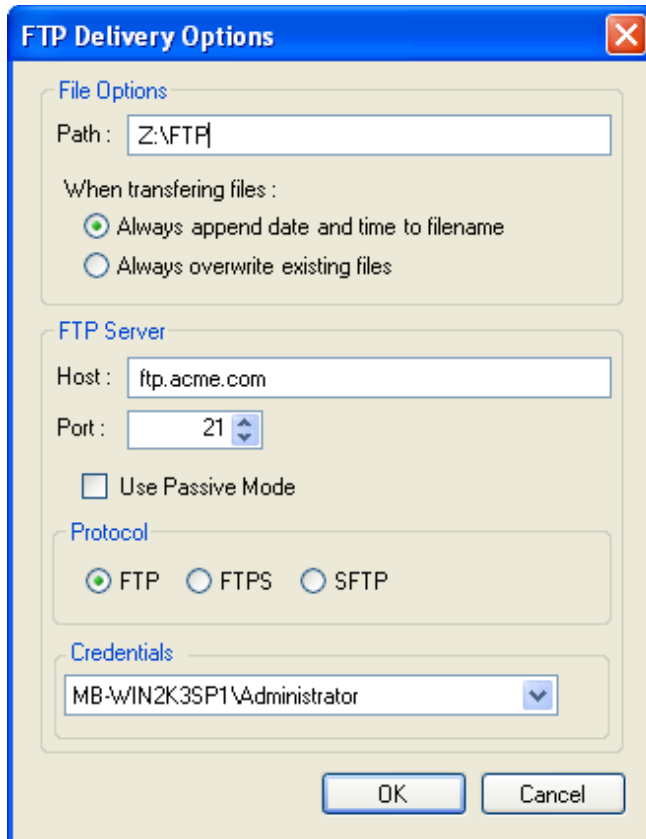 FTP Delivery Options
File Options
Path : Z:\FTP
When transfering files :
Always append date and time to filename
Always overwrite existing files
FTP Server
Host : ftp.acme.com
Port : 21
Use Passive Mode
Protocol
FTP FTPS SFTP
Credentials
MB-WIN2K3SP1\Administrator
OK Cancel